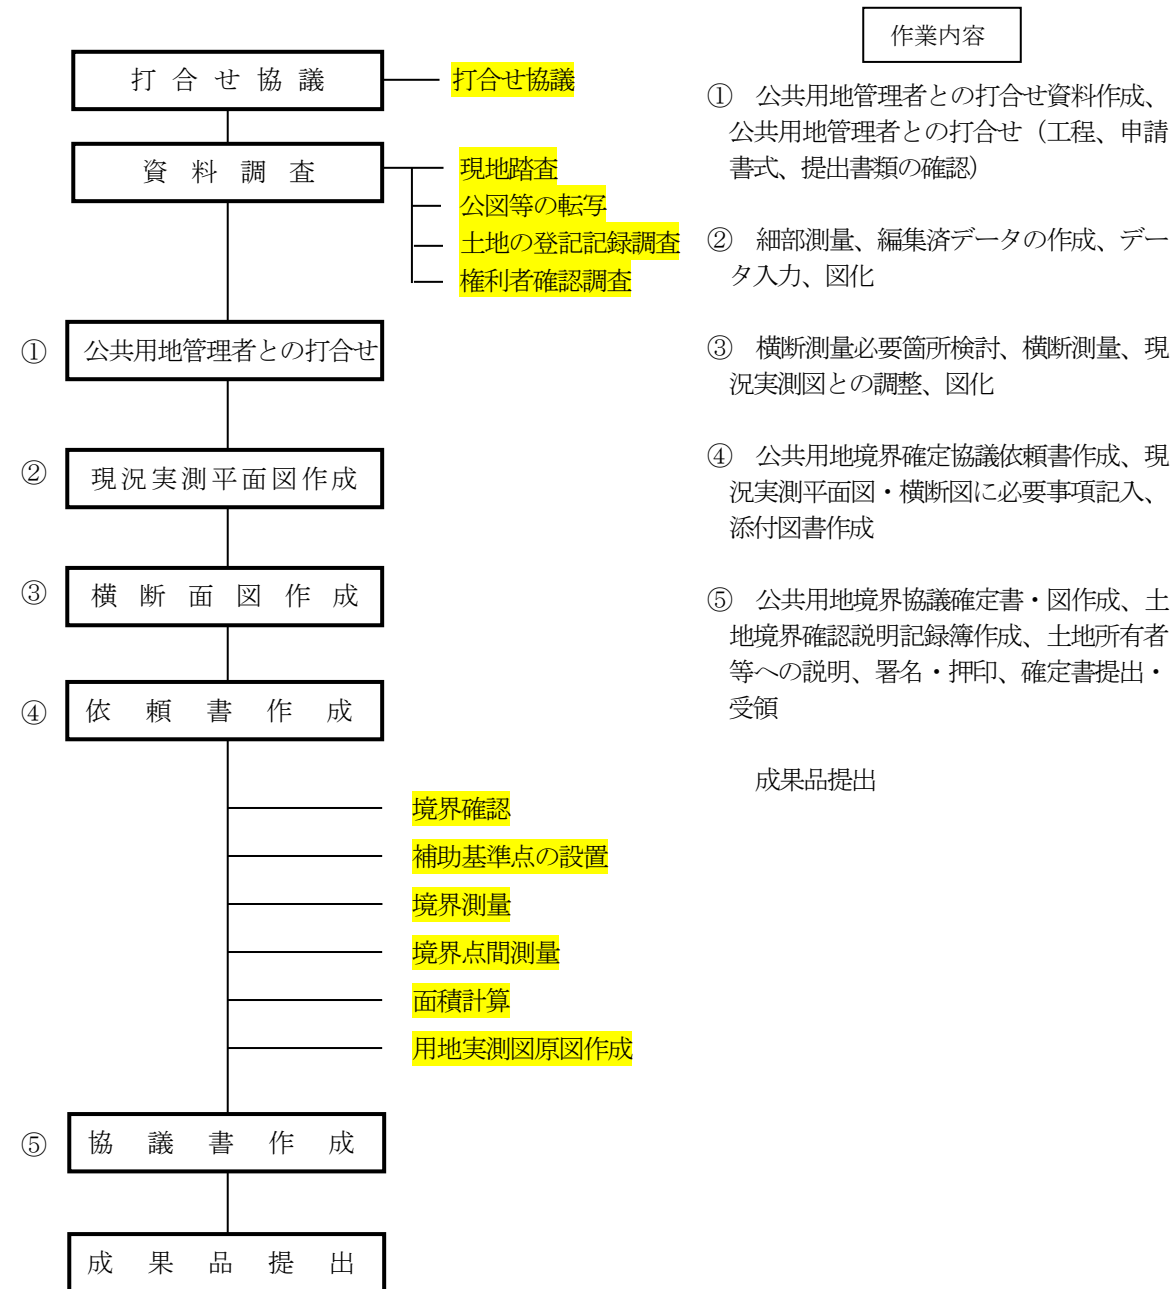 打合せ協議
打合せ協議
資料調査
現地踏査
公図等の転写
土地の登記記録調査
権利者確認調査
① 公共用地管理者との打合せ
② 現況実測平面図作成
③ 横断面図作成
④ 依頼書作成
境界確認
補助基準点の設置
境界測量
境界点間測量
面積計算
用地実測図原図作成
⑤ 協議書作成
成果品提出
作業内容
① 公共用地管理者との打合せ資料作成、
公共用地管理者との打合せ（工程、申請
書式、提出書類の確認）
② 細部測量、編集済データの作成、デー
タ入力、図化
③ 横断測量必要箇所検討、横断測量、現
況実測図との調整、図化
④ 公共用地境界確定協議依頼書作成、現
況実測平面図・横断図に必要事項記入、
添付図書作成
⑤ 公共用地境界協議確定書・図作成、土
地境界確認説明記録簿作成、土地所有者
等への説明、署名・押印、確定書提出・
受領
成果品提出